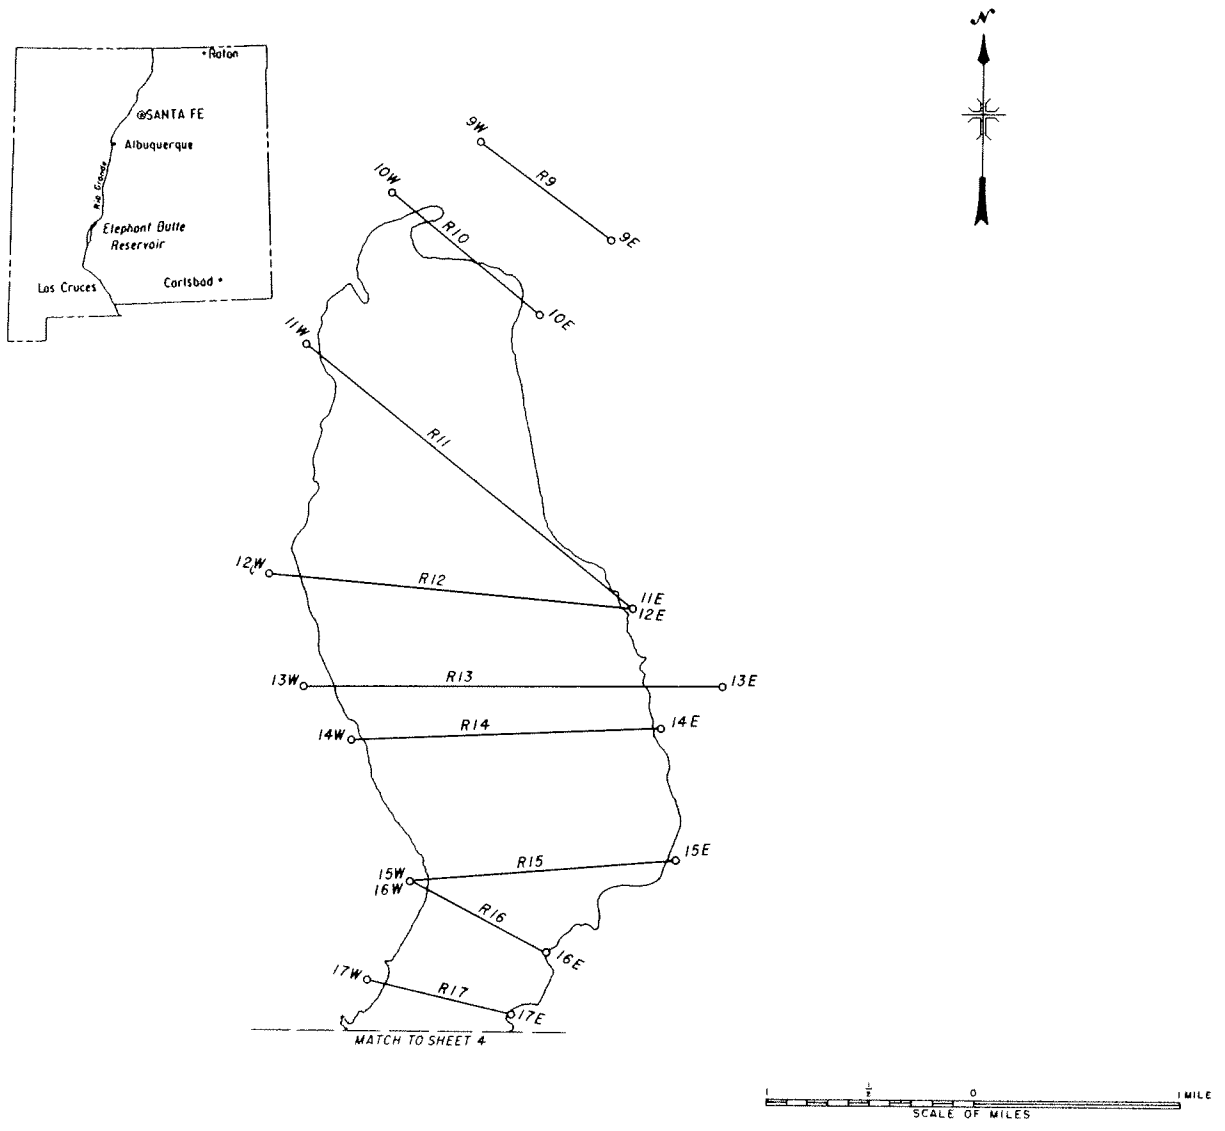 N
Raton
SANTA FE
Albuquerque
Rio Grande
Elephant Butte
Reservoir
Las Cruces
Carlsbad
9W
R9
9E
10W
R10
10E
11W
R11
11E
12E
12W
R12
13W
R13
13E
14W
R14
14E
15W
16W
R15
15E
R16
16E
17W
R17
17E
MATCH TO SHEET 4
1 1/2 0 1 MILE
SCALE OF MILES